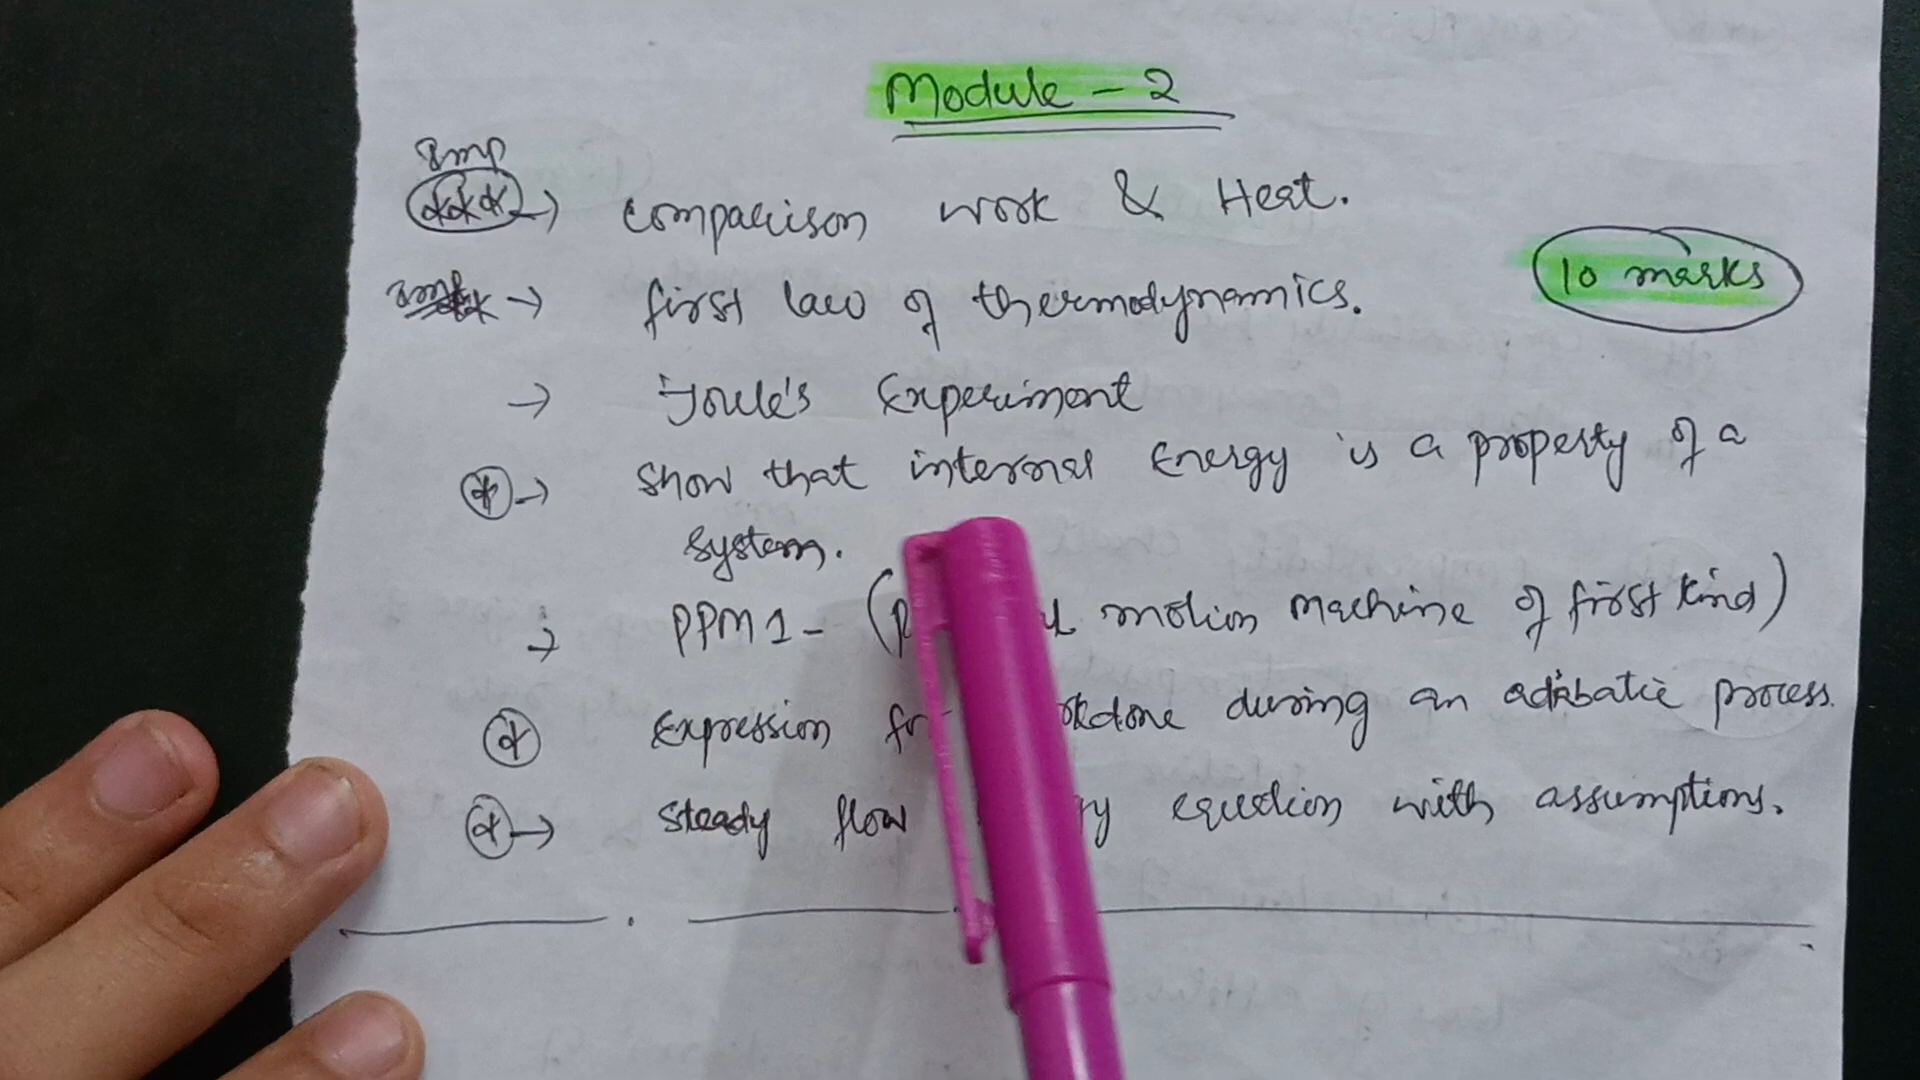 Module - 2
Imp
→ comparison work & Heat.
10 marks
→ first law of thermodynamics.
→ Joule's Experiment
→ Show that internal Energy is a property of a
system.
→ PPM 1 - ( motion machine of first kind)
Expression during an adiabatic process.
→ steady flow equation with assumptions.